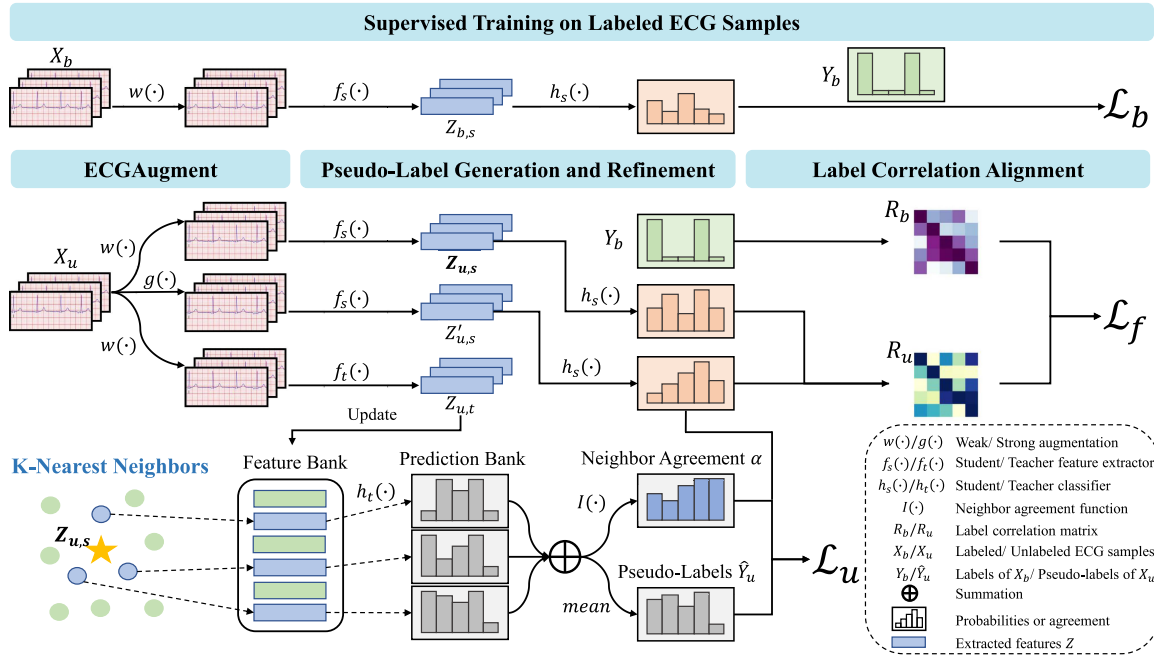 Supervised Training on Labeled ECG Samples
X_b
w(·)
f_s(·)
Z_{b,s}
h_s(·)
Y_b
ℒ_b
ECGAugment
Pseudo-Label Generation and Refinement
Label Correlation Alignment
X_u
w(·)
g(·)
w(·)
f_s(·)
Z_{u,s}
f_s(·)
Z'_{u,s}
f_t(·)
Z_{u,t}
Y_b
h_s(·)
h_s(·)
R_b
R_u
ℒ_f
Update
K-Nearest Neighbors
Z_{u,s}
Feature Bank
h_t(·)
Prediction Bank
I(·)
mean
Neighbor Agreement α
Pseudo-Labels Ŷ_u
ℒ_u
w(·)/g(·) Weak/ Strong augmentation
f_s(·)/f_t(·) Student/ Teacher feature extractor
h_s(·)/h_t(·) Student/ Teacher classifier
I(·) Neighbor agreement function
R_b/R_u Label correlation matrix
X_b/X_u Labeled/ Unlabeled ECG samples
Y_b/Ŷ_u Labels of X_b/ Pseudo-labels of X_u
⊕ Summation
Probabilities or agreement
Extracted features Z